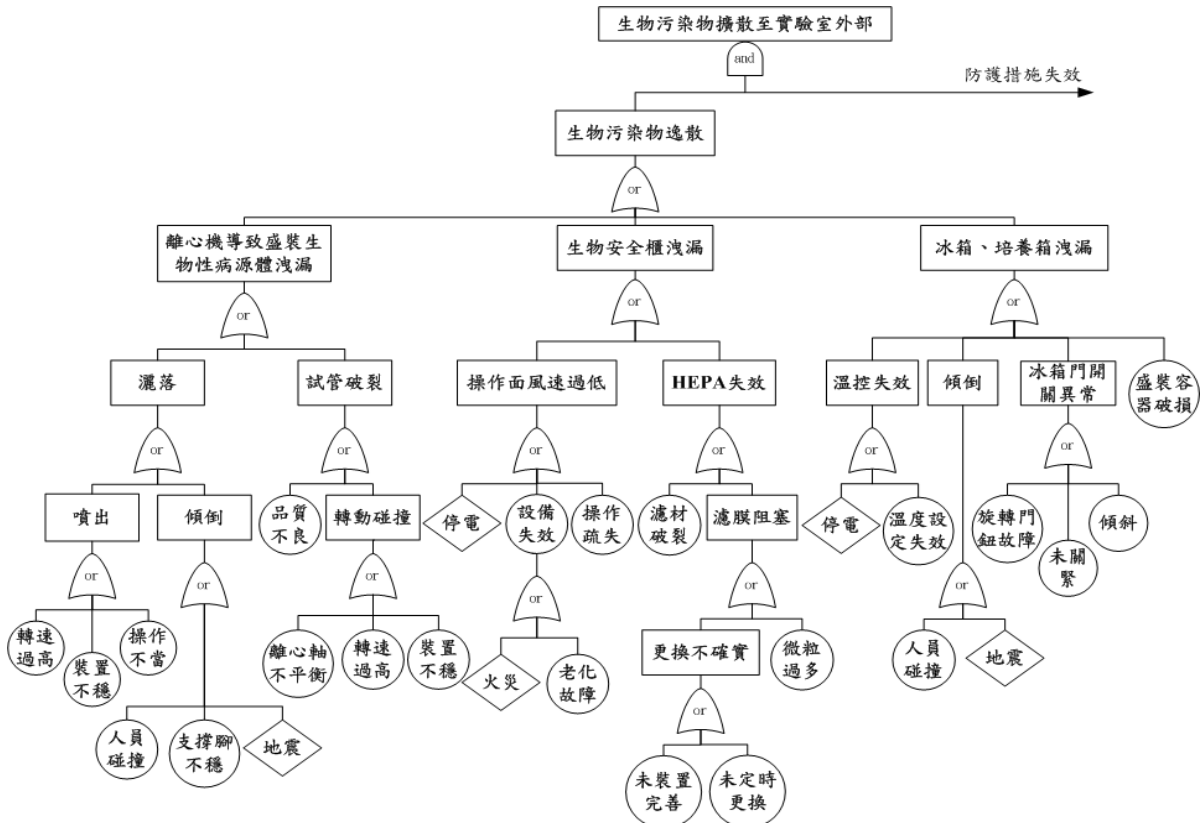 生物污染物擴散至實驗室外部
and
防護措施失效
生物污染物逸散
or
離心機導致盛裝生
物性病源體洩漏
生物安全櫃洩漏
冰箱、培養箱洩漏
or
or
or
灑落
試管破裂
操作面風速過低
HEPA失效
溫控失效
傾倒
冰箱門開
關異常
盛裝容
器破損
or
or
or
or
or
or
噴出
傾倒
品質
不良
轉動碰撞
停電
設備
失效
操作
疏失
濾材
破裂
濾膜阻塞
停電
溫度設
定失效
旋轉門
鈕故障
未關
緊
傾斜
or
or
or
or
or
or
轉速
過高
裝置
不穩
操作
不當
離心軸
不平衡
轉速
過高
裝置
不穩
火災
老化
故障
更換不確實
微粒
過多
人員
碰撞
地震
人員
碰撞
支撐腳
不穩
地震
or
未裝置
完善
未定時
更換